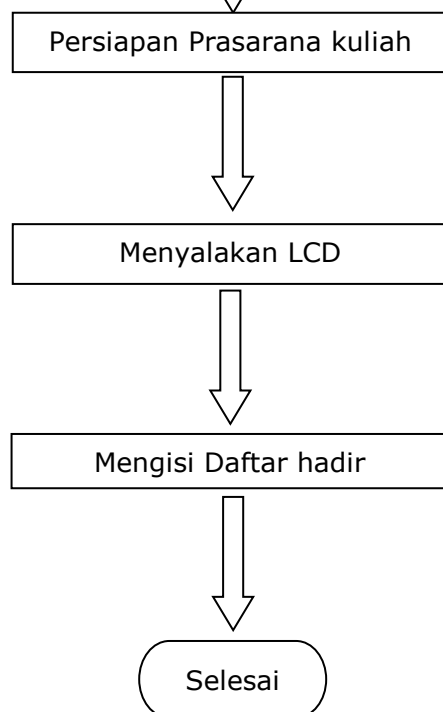 Persiapan Prasarana kuliah
Menyalakan LCD
Mengisi Daftar hadir
Selesai